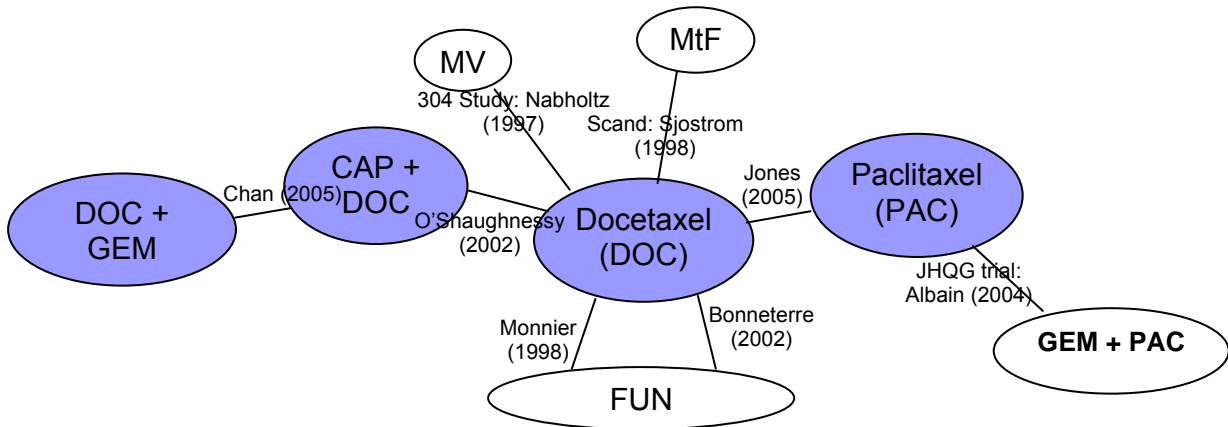 MV
MtF
304 Study: Nabholtz
(1997)
Scand: Sjostrom
(1998)
CAP +
DOC
Chan (2005)
DOC +
GEM
O'Shaughnessy
(2002)
Docetaxel
(DOC)
Jones
(2005)
Paclitaxel
(PAC)
JHQG trial:
Albain (2004)
GEM + PAC
Monnier
(1998)
Bonneterre
(2002)
FUN